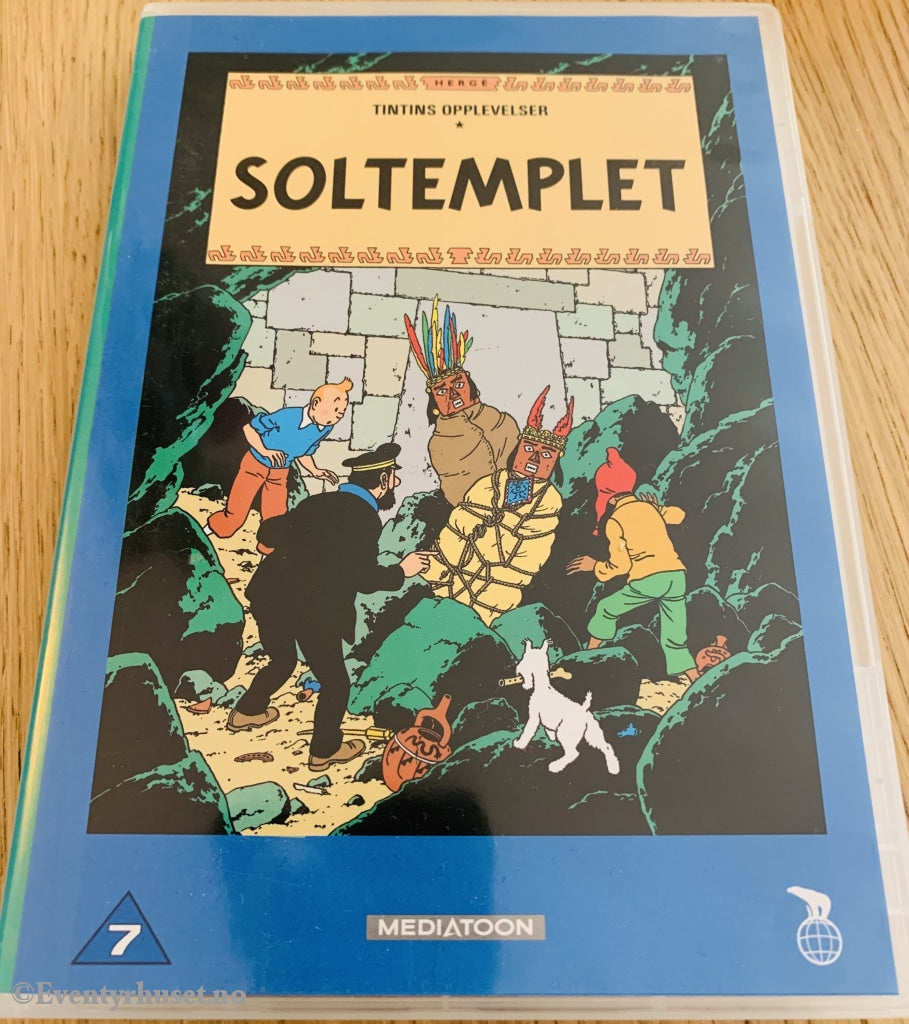 HERGÉ
TINTINS OPPLEVELSER
SOLTEMPLET
7
MEDIATOON
©Eventyrhuset.no